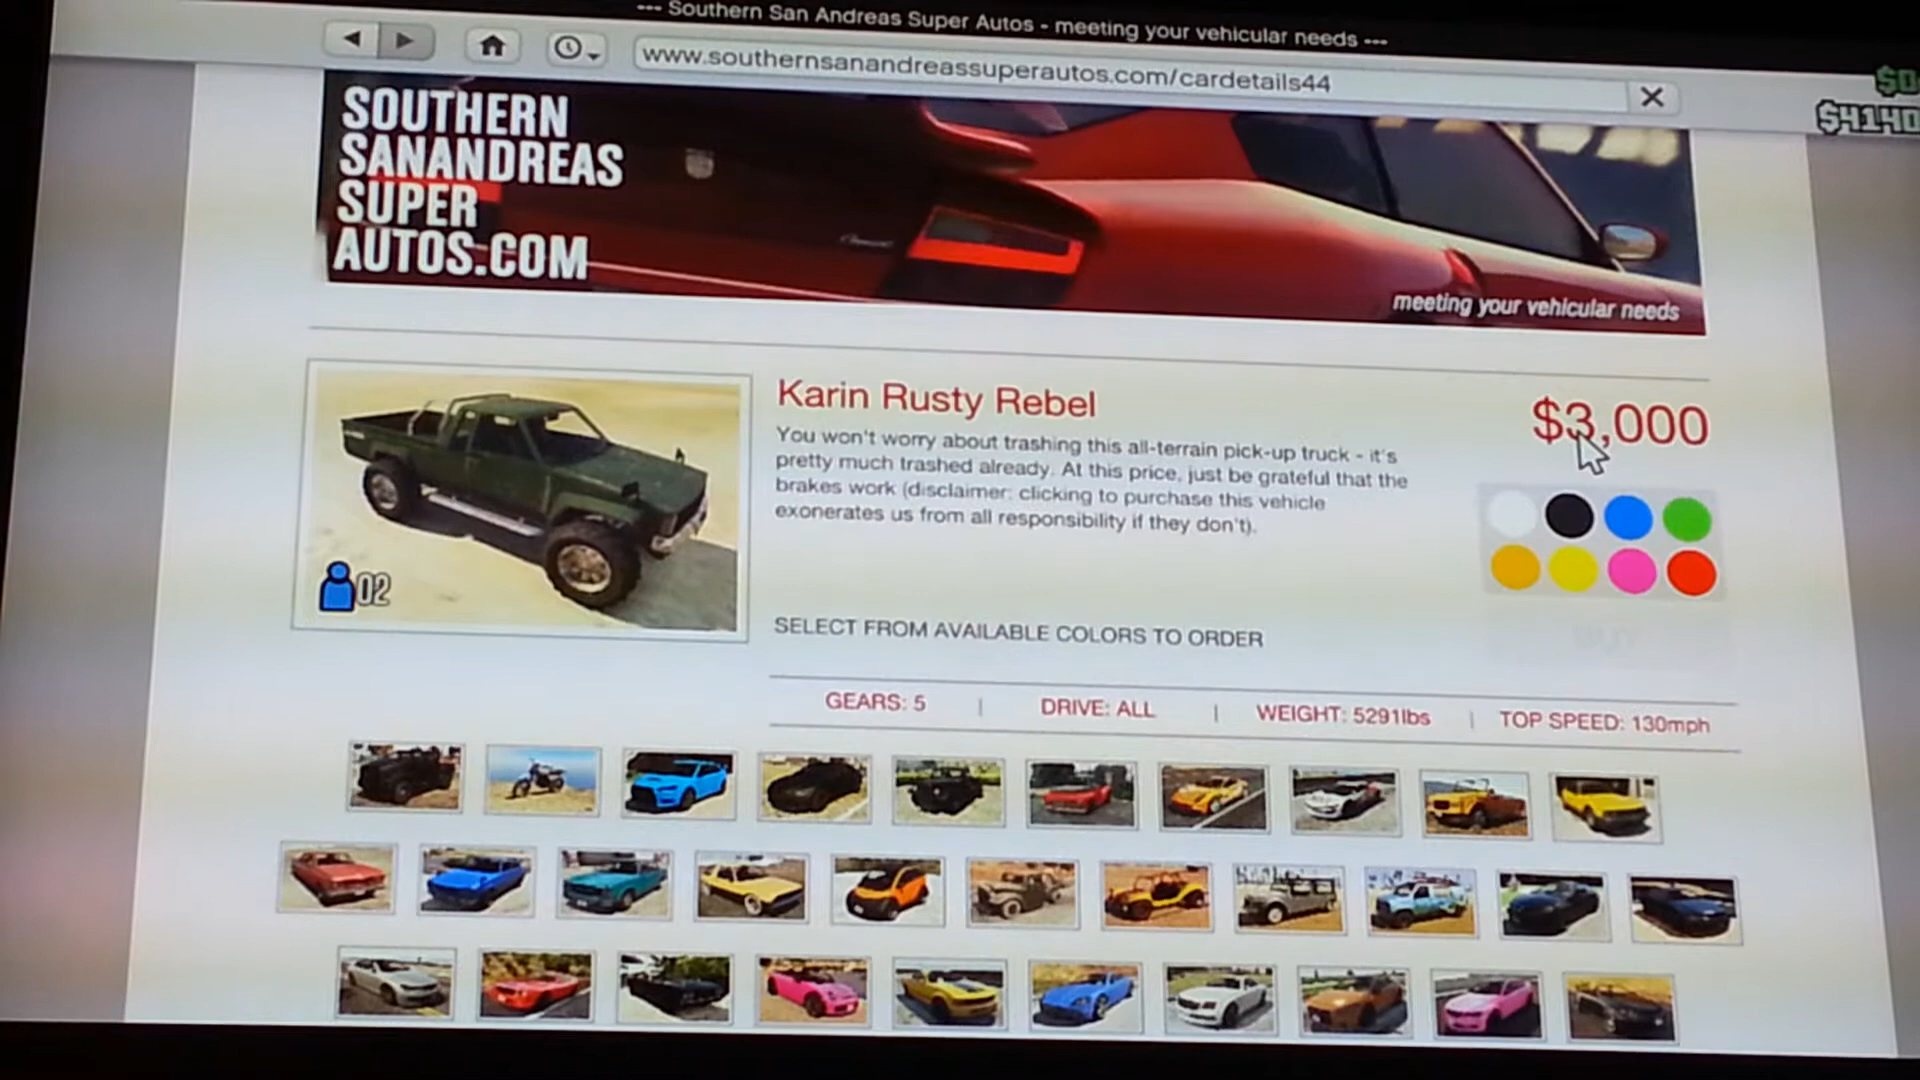 --- Southern San Andreas Super Autos - meeting your vehicular needs ---
www.southernsanandreassuperautos.com/cardetails44
$0
$4140
SOUTHERN
SANANDREAS
SUPER
AUTOS.COM
meeting your vehicular needs
Karin Rusty Rebel
$3,000
You won't worry about trashing this all-terrain pick-up truck - it's
pretty much trashed already. At this price, just be grateful that the
brakes work (disclaimer: clicking to purchase this vehicle
exonerates us from all responsibility if they don't).
02
SELECT FROM AVAILABLE COLORS TO ORDER
GEARS: 5 | DRIVE: ALL | WEIGHT: 5291lbs | TOP SPEED: 130mph